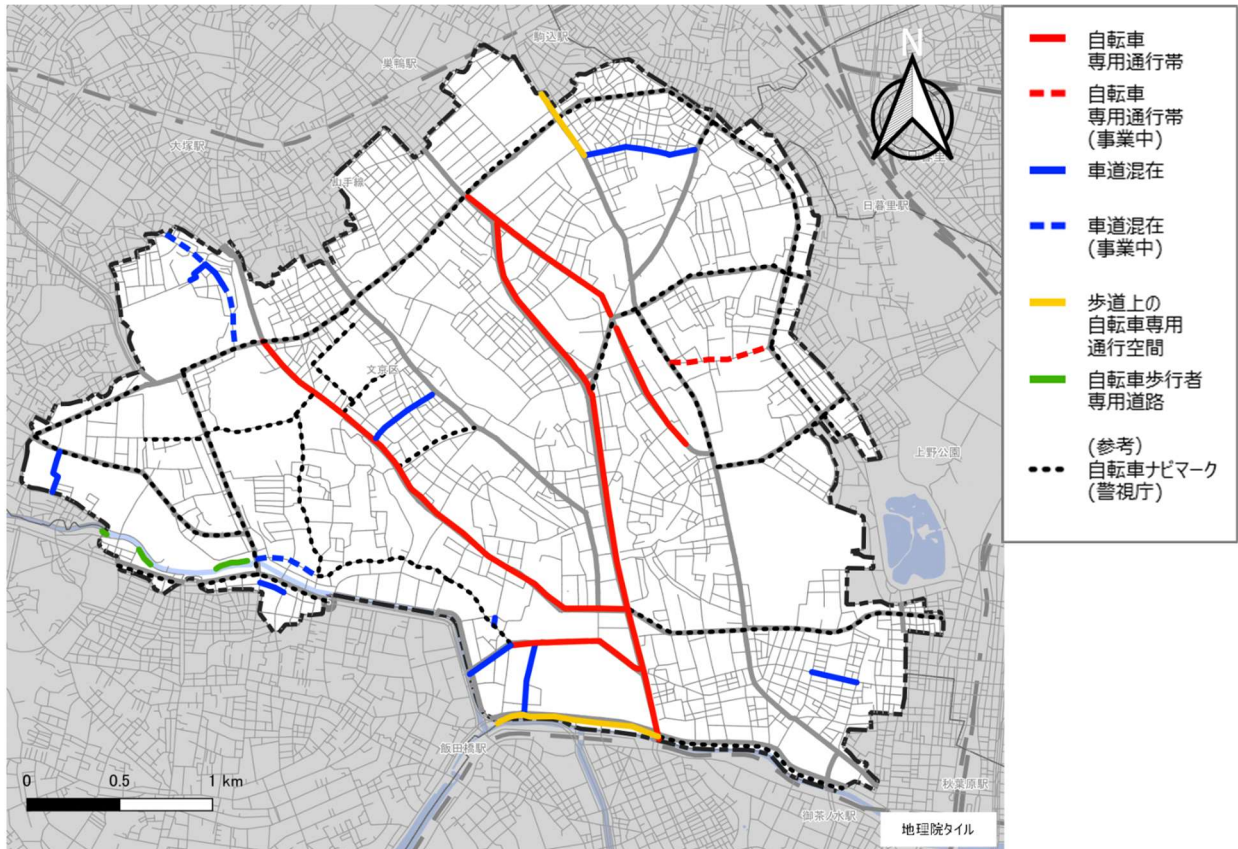 駒込駅
巣鴨駅
大塚駅
山手線
日暮里駅
文京区
上野公園
飯田橋駅
秋葉原駅
御茶ノ水駅
N
0 0.5 1 km
地理院タイル
自転車
専用通行帯
自転車
専用通行帯
(事業中)
車道混在
車道混在
(事業中)
歩道上の
自転車専用
通行空間
自転車歩行者
専用道路
(参考)
自転車ナビマーク
(警視庁)